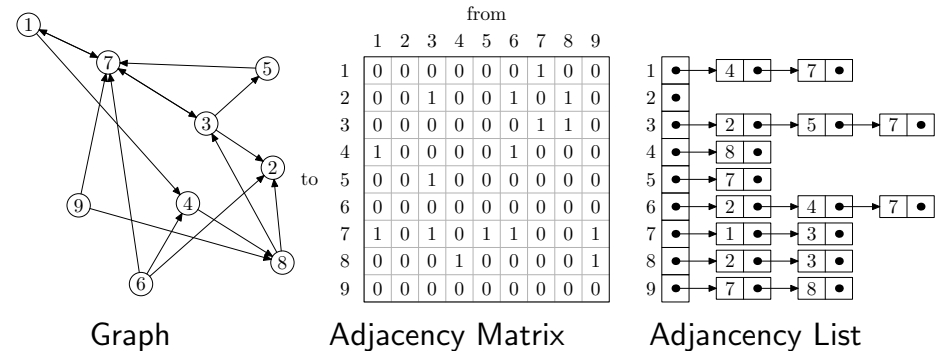 1
7
5
3
2
9
4
8
6
Graph
from
1 2 3 4 5 6 7 8 9
to
1 0 0 0 0 0 0 1 0 0
2 0 0 1 0 0 1 0 1 0
3 0 0 0 0 0 0 1 1 0
4 1 0 0 0 0 1 0 0 0
5 0 0 1 0 0 0 0 0 0
6 0 0 0 0 0 0 0 0 0
7 1 0 1 0 1 1 0 0 1
8 0 0 0 1 0 0 0 0 1
9 0 0 0 0 0 0 0 0 0
Adjacency Matrix
1 4 7
2
3 2 5 7
4 8
5 7
6 2 4 7
7 1 3
8 2 3
9 7 8
Adjancency List